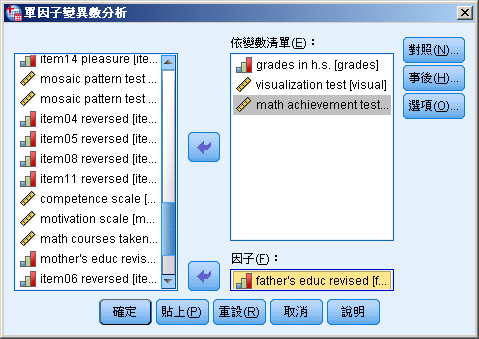 單因子變異數分析
item14 pleasure [ite...
mosaic pattern test ...
mosaic pattern test ...
item04 reversed [ite...
item05 reversed [ite...
item08 reversed [ite...
item11 reversed [ite...
competence scale [...
motivation scale [m...
math courses taken...
mother's educ revis...
item06 reversed [ite...
依變數清單(E)：
grades in h.s. [grades]
visualization test [visual]
math achievement test...
因子(F)：
father's educ revised [f...
對照(N)...
事後(H)...
選項(O)...
確定
貼上(P)
重設(R)
取消
說明